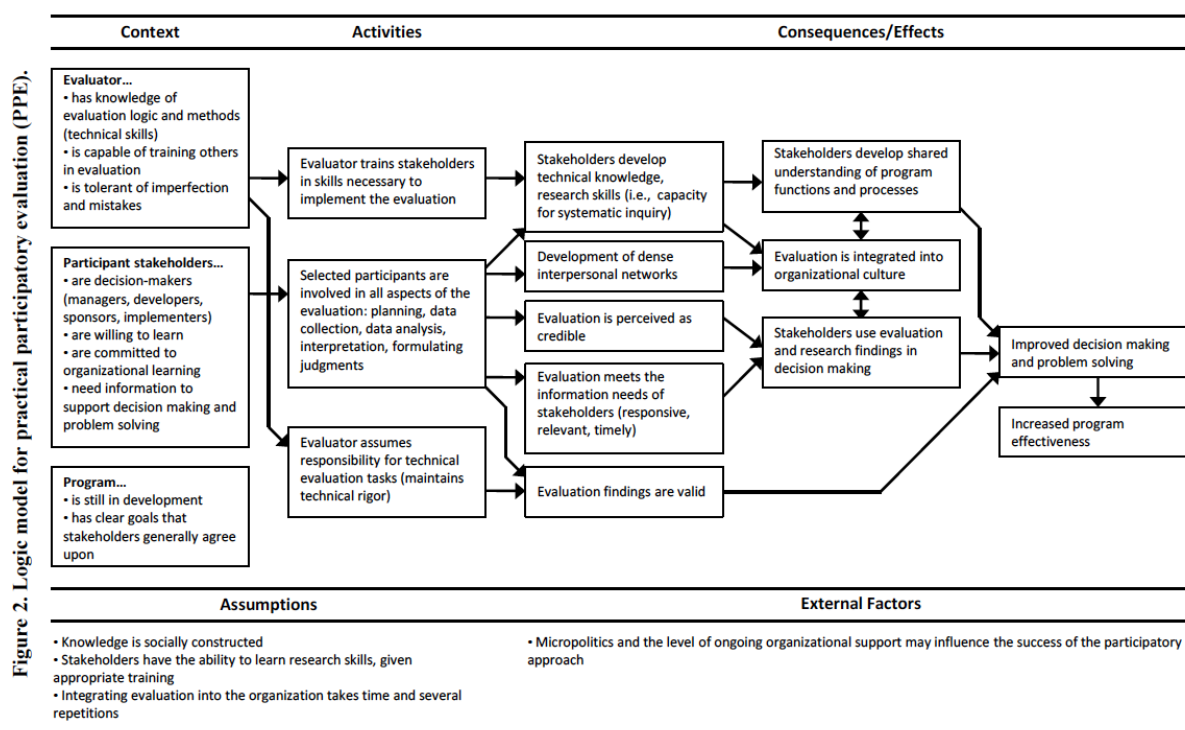 Figure 2. Logic model for practical participatory evaluation (PPE).
Context
Activities
Consequences/Effects
Evaluator...
• has knowledge of
evaluation logic and methods
(technical skills)
• is capable of training others
in evaluation
• is tolerant of imperfection
and mistakes
Participant stakeholders...
• are decision-makers
(managers, developers,
sponsors, implementers)
• are willing to learn
• are committed to
organizational learning
• need information to
support decision making and
problem solving
Program...
• is still in development
• has clear goals that
stakeholders generally agree
upon
Evaluator trains stakeholders
in skills necessary to
implement the evaluation
Selected participants are
involved in all aspects of the
evaluation: planning, data
collection, data analysis,
interpretation, formulating
judgments
Evaluator assumes
responsibility for technical
evaluation tasks (maintains
technical rigor)
Stakeholders develop
technical knowledge,
research skills (i.e., capacity
for systematic inquiry)
Development of dense
interpersonal networks
Evaluation is perceived as
credible
Evaluation meets the
information needs of
stakeholders (responsive,
relevant, timely)
Evaluation findings are valid
Stakeholders develop shared
understanding of program
functions and processes
Evaluation is integrated into
organizational culture
Stakeholders use evaluation
and research findings in
decision making
Improved decision making
and problem solving
Increased program
effectiveness
Assumptions
External Factors
• Knowledge is socially constructed
• Stakeholders have the ability to learn research skills, given
appropriate training
• Integrating evaluation into the organization takes time and several
repetitions
• Micropolitics and the level of ongoing organizational support may influence the success of the participatory
approach